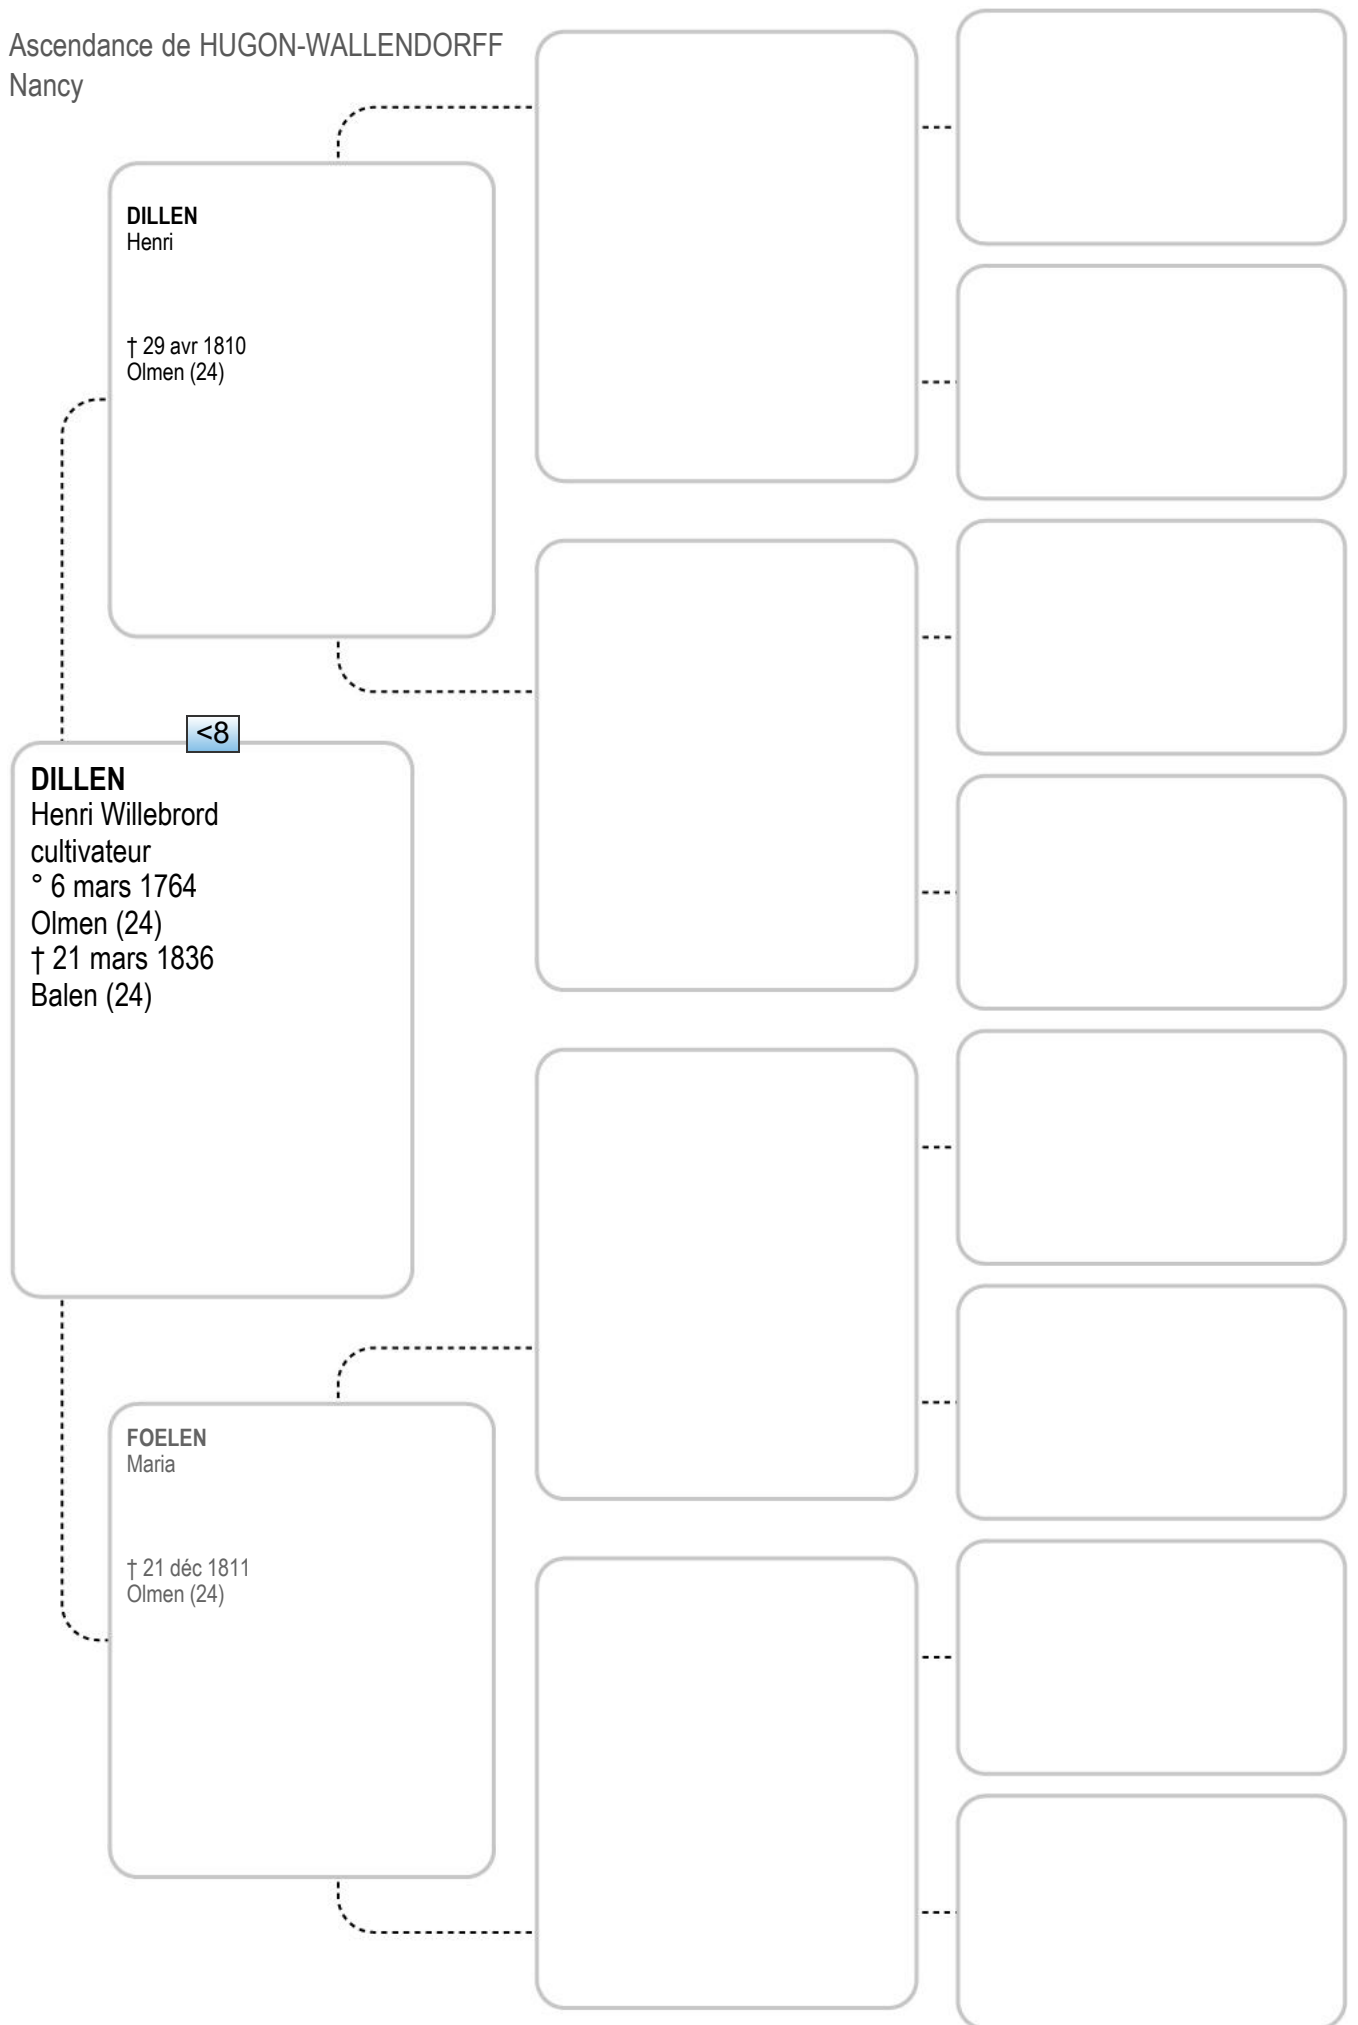 Ascendance de HUGON-WALLENDORFF
Nancy
DILLEN
Henri
† 29 avr 1810
Olmen (24)
<8
DILLEN
Henri Willebrord
cultivateur
° 6 mars 1764
Olmen (24)
† 21 mars 1836
Balen (24)
FOELEN
Maria
† 21 déc 1811
Olmen (24)